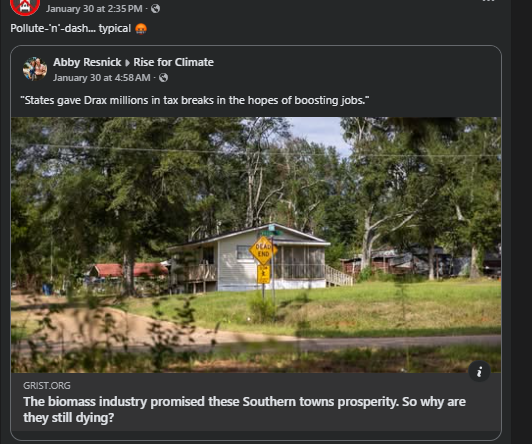 January 30 at 2:35 PM ·
Pollute-'n'-dash... typical
Abby Resnick ▸ Rise for Climate
January 30 at 4:58 AM ·
"States gave Drax millions in tax breaks in the hopes of boosting jobs."
DEAD
END
i
GRIST.ORG
The biomass industry promised these Southern towns prosperity. So why are
they still dying?